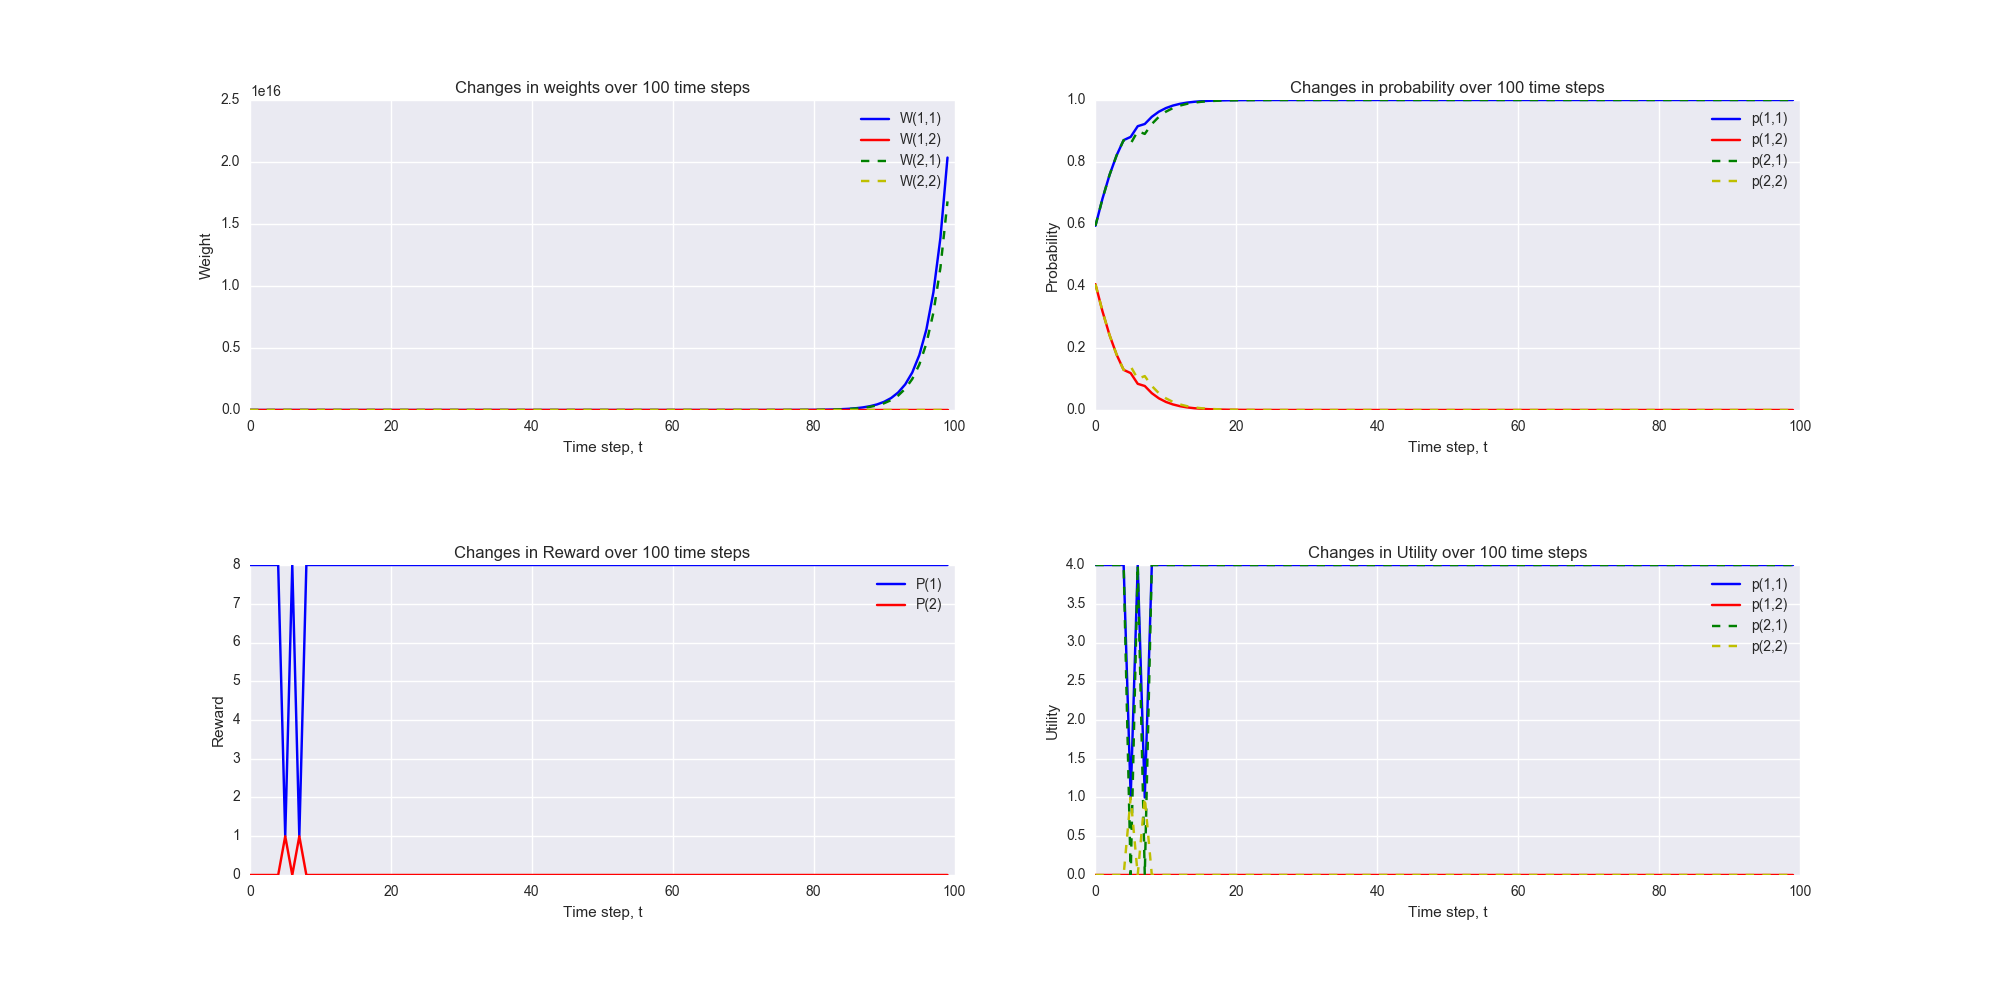 Changes in weights over 100 time steps
1e16
2.5
2.0
1.5
1.0
0.5
0.0
Weight
W(1,1)
W(1,2)
W(2,1)
W(2,2)
0 20 40 60 80 100
Time step, t
Changes in probability over 100 time steps
1.0
0.8
0.6
0.4
0.2
0.0
Probability
p(1,1)
p(1,2)
p(2,1)
p(2,2)
0 20 40 60 80 100
Time step, t
Changes in Reward over 100 time steps
8
7
6
5
4
3
2
1
0
Reward
P(1)
P(2)
0 20 40 60 80 100
Time step, t
Changes in Utility over 100 time steps
4.0
3.5
3.0
2.5
2.0
1.5
1.0
0.5
0.0
Utility
p(1,1)
p(1,2)
p(2,1)
p(2,2)
0 20 40 60 80 100
Time step, t